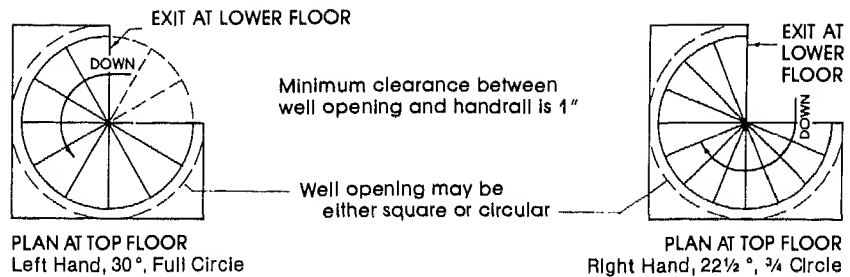 EXIT AT LOWER FLOOR
DOWN
Minimum clearance between
well opening and handrail is 1"
Well opening may be
either square or circular
PLAN AT TOP FLOOR
Left Hand, 30°, Full Circle
EXIT AT
LOWER
FLOOR
DOWN
PLAN AT TOP FLOOR
Right Hand, 22½ °, ¾ Circle